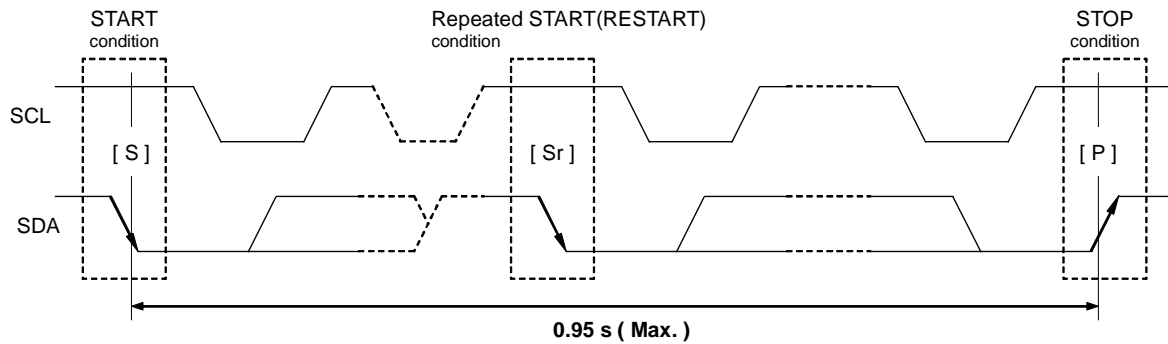 START
condition
Repeated START(RESTART)
condition
STOP
condition
SCL
[ S ]
[ Sr ]
[ P ]
SDA
0.95 s ( Max. )